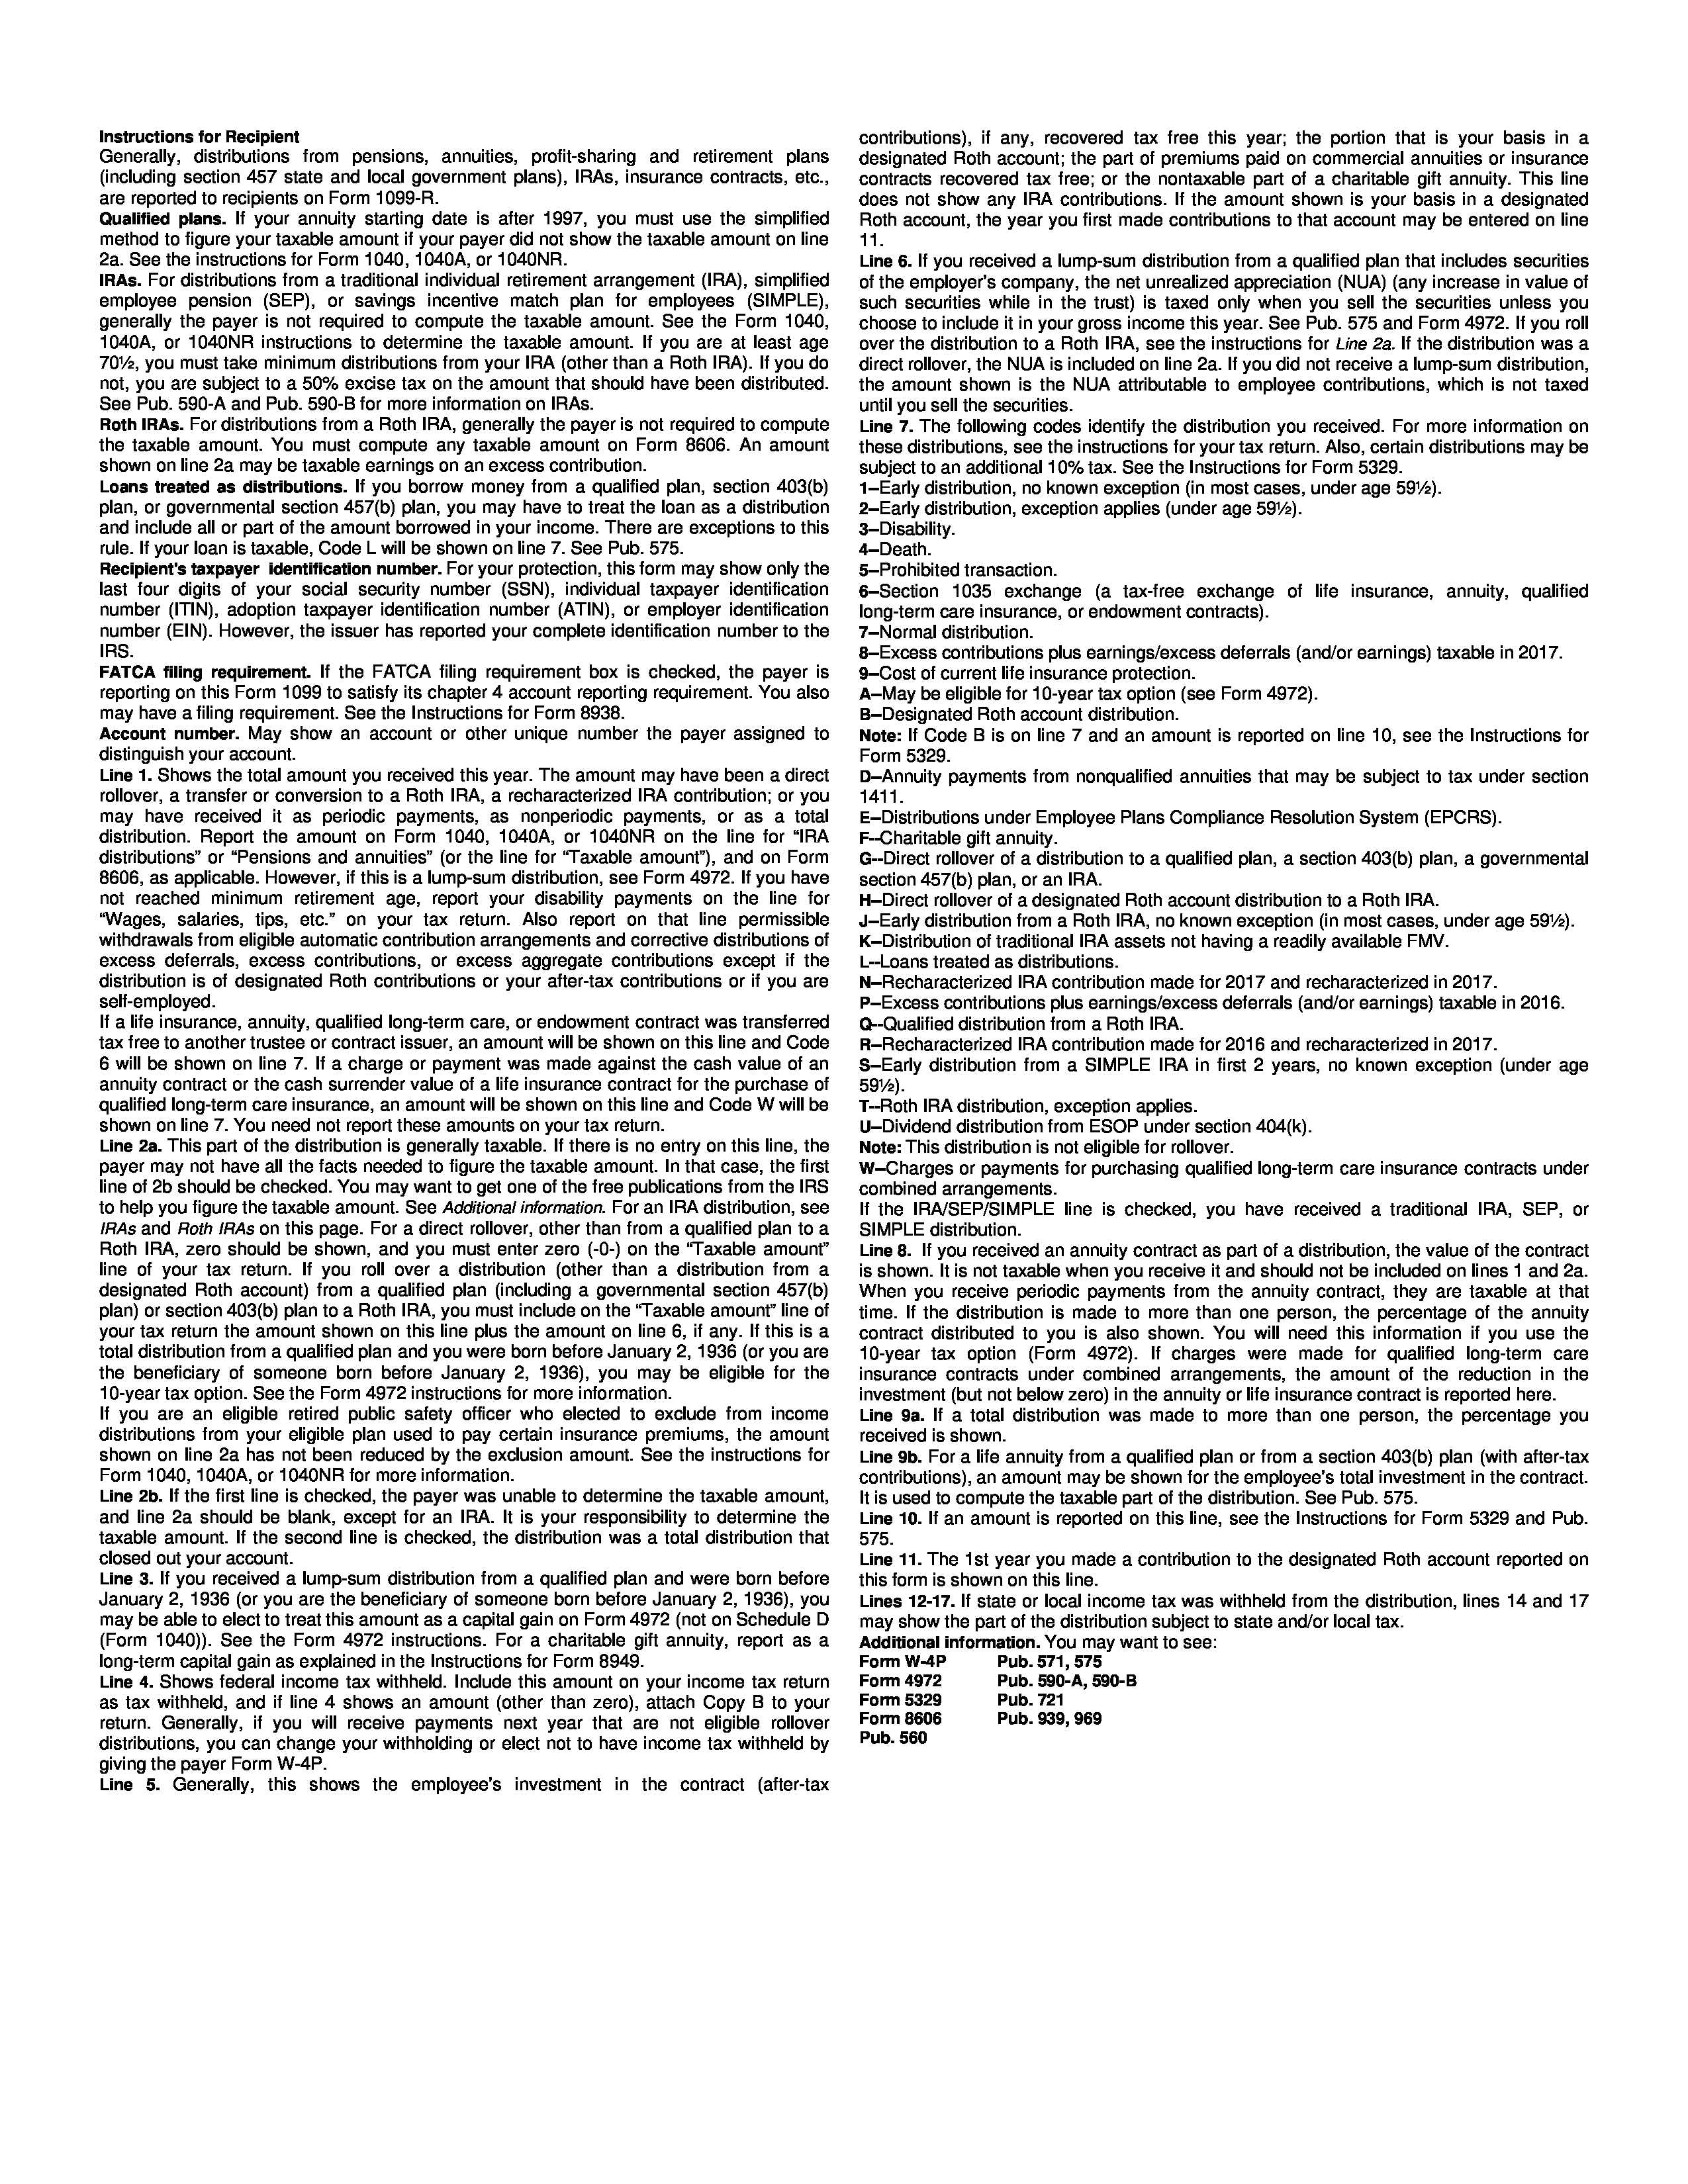 Instructions for Recipient
Generally, distributions from pensions, annuities, profit-sharing and retirement plans
(including section 457 state and local government plans), IRAs, insurance contracts, etc.,
are reported to recipients on Form 1099-R.
Qualified plans. If your annuity starting date is after 1997, you must use the simplified
method to figure your taxable amount if your payer did not show the taxable amount on line
2a. See the instructions for Form 1040, 1040A, or 1040NR.
IRAs. For distributions from a traditional individual retirement arrangement (IRA), simplified
employee pension (SEP), or savings incentive match plan for employees (SIMPLE),
generally the payer is not required to compute the taxable amount. See the Form 1040,
1040A, or 1040NR instructions to determine the taxable amount. If you are at least age
70½, you must take minimum distributions from your IRA (other than a Roth IRA). If you do
not, you are subject to a 50% excise tax on the amount that should have been distributed.
See Pub. 590-A and Pub. 590-B for more information on IRAs.
Roth IRAs. For distributions from a Roth IRA, generally the payer is not required to compute
the taxable amount. You must compute any taxable amount on Form 8606. An amount
shown on line 2a may be taxable earnings on an excess contribution.
Loans treated as distributions. If you borrow money from a qualified plan, section 403(b)
plan, or governmental section 457(b) plan, you may have to treat the loan as a distribution
and include all or part of the amount borrowed in your income. There are exceptions to this
rule. If your loan is taxable, Code L will be shown on line 7. See Pub. 575.
Recipient's taxpayer identification number. For your protection, this form may show only the
last four digits of your social security number (SSN), individual taxpayer identification
number (ITIN), adoption taxpayer identification number (ATIN), or employer identification
number (EIN). However, the issuer has reported your complete identification number to the
IRS.
FATCA filing requirement. If the FATCA filing requirement box is checked, the payer is
reporting on this Form 1099 to satisfy its chapter 4 account reporting requirement. You also
may have a filing requirement. See the Instructions for Form 8938.
Account number. May show an account or other unique number the payer assigned to
distinguish your account.
Line 1. Shows the total amount you received this year. The amount may have been a direct
rollover, a transfer or conversion to a Roth IRA, a recharacterized IRA contribution; or you
may have received it as periodic payments, as nonperiodic payments, or as a total
distribution. Report the amount on Form 1040, 1040A, or 1040NR on the line for “IRA
distributions” or “Pensions and annuities” (or the line for “Taxable amount”), and on Form
8606, as applicable. However, if this is a lump-sum distribution, see Form 4972. If you have
not reached minimum retirement age, report your disability payments on the line for
“Wages, salaries, tips, etc.” on your tax return. Also report on that line permissible
withdrawals from eligible automatic contribution arrangements and corrective distributions of
excess deferrals, excess contributions, or excess aggregate contributions except if the
distribution is of designated Roth contributions or your after-tax contributions or if you are
self-employed.
If a life insurance, annuity, qualified long-term care, or endowment contract was transferred
tax free to another trustee or contract issuer, an amount will be shown on this line and Code
6 will be shown on line 7. If a charge or payment was made against the cash value of an
annuity contract or the cash surrender value of a life insurance contract for the purchase of
qualified long-term care insurance, an amount will be shown on this line and Code W will be
shown on line 7. You need not report these amounts on your tax return.
Line 2a. This part of the distribution is generally taxable. If there is no entry on this line, the
payer may not have all the facts needed to figure the taxable amount. In that case, the first
line of 2b should be checked. You may want to get one of the free publications from the IRS
to help you figure the taxable amount. See Additional information. For an IRA distribution, see
IRAs and Roth IRAs on this page. For a direct rollover, other than from a qualified plan to a
Roth IRA, zero should be shown, and you must enter zero (-0-) on the “Taxable amount”
line of your tax return. If you roll over a distribution (other than a distribution from a
designated Roth account) from a qualified plan (including a governmental section 457(b)
plan) or section 403(b) plan to a Roth IRA, you must include on the “Taxable amount” line of
your tax return the amount shown on this line plus the amount on line 6, if any. If this is a
total distribution from a qualified plan and you were born before January 2, 1936 (or you are
the beneficiary of someone born before January 2, 1936), you may be eligible for the
10-year tax option. See the Form 4972 instructions for more information.
If you are an eligible retired public safety officer who elected to exclude from income
distributions from your eligible plan used to pay certain insurance premiums, the amount
shown on line 2a has not been reduced by the exclusion amount. See the instructions for
Form 1040, 1040A, or 1040NR for more information.
Line 2b. If the first line is checked, the payer was unable to determine the taxable amount,
and line 2a should be blank, except for an IRA. It is your responsibility to determine the
taxable amount. If the second line is checked, the distribution was a total distribution that
closed out your account.
Line 3. If you received a lump-sum distribution from a qualified plan and were born before
January 2, 1936 (or you are the beneficiary of someone born before January 2, 1936), you
may be able to elect to treat this amount as a capital gain on Form 4972 (not on Schedule D
(Form 1040)). See the Form 4972 instructions. For a charitable gift annuity, report as a
long-term capital gain as explained in the Instructions for Form 8949.
Line 4. Shows federal income tax withheld. Include this amount on your income tax return
as tax withheld, and if line 4 shows an amount (other than zero), attach Copy B to your
return. Generally, if you will receive payments next year that are not eligible rollover
distributions, you can change your withholding or elect not to have income tax withheld by
giving the payer Form W-4P.
Line 5. Generally, this shows the employee's investment in the contract (after-tax
contributions), if any, recovered tax free this year; the portion that is your basis in a
designated Roth account; the part of premiums paid on commercial annuities or insurance
contracts recovered tax free; or the nontaxable part of a charitable gift annuity. This line
does not show any IRA contributions. If the amount shown is your basis in a designated
Roth account, the year you first made contributions to that account may be entered on line
11.
Line 6. If you received a lump-sum distribution from a qualified plan that includes securities
of the employer's company, the net unrealized appreciation (NUA) (any increase in value of
such securities while in the trust) is taxed only when you sell the securities unless you
choose to include it in your gross income this year. See Pub. 575 and Form 4972. If you roll
over the distribution to a Roth IRA, see the instructions for Line 2a. If the distribution was a
direct rollover, the NUA is included on line 2a. If you did not receive a lump-sum distribution,
the amount shown is the NUA attributable to employee contributions, which is not taxed
until you sell the securities.
Line 7. The following codes identify the distribution you received. For more information on
these distributions, see the instructions for your tax return. Also, certain distributions may be
subject to an additional 10% tax. See the Instructions for Form 5329.
1–Early distribution, no known exception (in most cases, under age 59½).
2–Early distribution, exception applies (under age 59½).
3–Disability.
4–Death.
5–Prohibited transaction.
6–Section 1035 exchange (a tax-free exchange of life insurance, annuity, qualified
long-term care insurance, or endowment contracts).
7–Normal distribution.
8–Excess contributions plus earnings/excess deferrals (and/or earnings) taxable in 2017.
9–Cost of current life insurance protection.
A–May be eligible for 10-year tax option (see Form 4972).
B–Designated Roth account distribution.
Note: If Code B is on line 7 and an amount is reported on line 10, see the Instructions for
Form 5329.
D–Annuity payments from nonqualified annuities that may be subject to tax under section
1411.
E–Distributions under Employee Plans Compliance Resolution System (EPCRS).
F--Charitable gift annuity.
G--Direct rollover of a distribution to a qualified plan, a section 403(b) plan, a governmental
section 457(b) plan, or an IRA.
H–Direct rollover of a designated Roth account distribution to a Roth IRA.
J–Early distribution from a Roth IRA, no known exception (in most cases, under age 59½).
K–Distribution of traditional IRA assets not having a readily available FMV.
L--Loans treated as distributions.
N–Recharacterized IRA contribution made for 2017 and recharacterized in 2017.
P–Excess contributions plus earnings/excess deferrals (and/or earnings) taxable in 2016.
Q--Qualified distribution from a Roth IRA.
R–Recharacterized IRA contribution made for 2016 and recharacterized in 2017.
S–Early distribution from a SIMPLE IRA in first 2 years, no known exception (under age
59½).
T--Roth IRA distribution, exception applies.
U–Dividend distribution from ESOP under section 404(k).
Note: This distribution is not eligible for rollover.
W–Charges or payments for purchasing qualified long-term care insurance contracts under
combined arrangements.
If the IRA/SEP/SIMPLE line is checked, you have received a traditional IRA, SEP, or
SIMPLE distribution.
Line 8. If you received an annuity contract as part of a distribution, the value of the contract
is shown. It is not taxable when you receive it and should not be included on lines 1 and 2a.
When you receive periodic payments from the annuity contract, they are taxable at that
time. If the distribution is made to more than one person, the percentage of the annuity
contract distributed to you is also shown. You will need this information if you use the
10-year tax option (Form 4972). If charges were made for qualified long-term care
insurance contracts under combined arrangements, the amount of the reduction in the
investment (but not below zero) in the annuity or life insurance contract is reported here.
Line 9a. If a total distribution was made to more than one person, the percentage you
received is shown.
Line 9b. For a life annuity from a qualified plan or from a section 403(b) plan (with after-tax
contributions), an amount may be shown for the employee's total investment in the contract.
It is used to compute the taxable part of the distribution. See Pub. 575.
Line 10. If an amount is reported on this line, see the Instructions for Form 5329 and Pub.
575.
Line 11. The 1st year you made a contribution to the designated Roth account reported on
this form is shown on this line.
Lines 12-17. If state or local income tax was withheld from the distribution, lines 14 and 17
may show the part of the distribution subject to state and/or local tax.
Additional information. You may want to see:
Form W-4P Pub. 571, 575
Form 4972 Pub. 590-A, 590-B
Form 5329 Pub. 721
Form 8606 Pub. 939, 969
Pub. 560